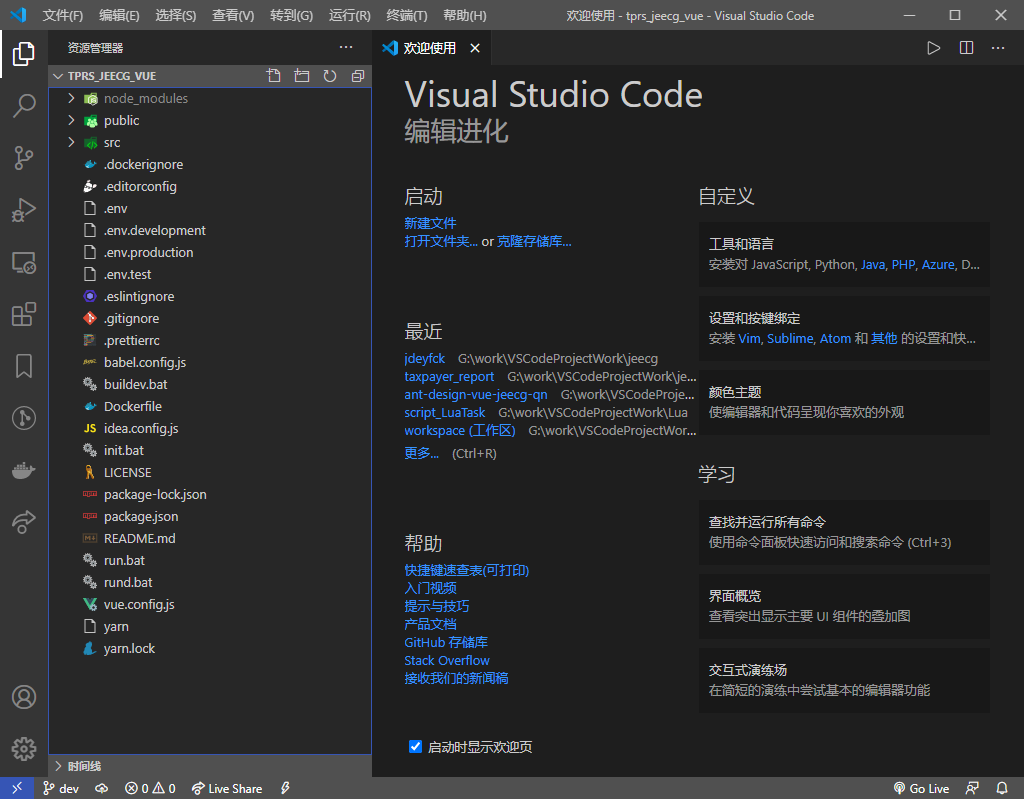 文件(F) 编辑(E) 选择(S) 查看(V) 转到(G) 运行(R) 终端(T) 帮助(H) 欢迎使用 - tprs_jeecg_vue - Visual Studio Code
资源管理器
欢迎使用
TPRS_JEECG_VUE
node_modules
public
src
.dockerignore
.editorconfig
.env
.env.development
.env.production
.env.test
.eslintignore
.gitignore
.prettierrc
babel.config.js
buildev.bat
Dockerfile
JS idea.config.js
init.bat
LICENSE
package-lock.json
package.json
README.md
run.bat
rund.bat
vue.config.js
yarn
yarn.lock
时间线
Visual Studio Code
编辑进化
启动
新建文件
打开文件夹... or 克隆存储库...
最近
jdeyfck G:\work\VSCodeProjectWork\jeecg
taxpayer_report G:\work\VSCodeProjectWork\je...
ant-design-vue-jeecg-qn G:\work\VSCodeProje...
script_LuaTask G:\work\VSCodeProjectWork\Lua
workspace (工作区) G:\work\VSCodeProjectWor...
更多... (Ctrl+R)
帮助
快捷键速查表(可打印)
入门视频
提示与技巧
产品文档
GitHub 存储库
Stack Overflow
接收我们的新闻稿
启动时显示欢迎页
自定义
工具和语言
安装对 JavaScript, Python, Java, PHP, Azure, D...
设置和按键绑定
安装 Vim, Sublime, Atom 和 其他 的设置和快...
颜色主题
使编辑器和代码呈现你喜欢的外观
学习
查找并运行所有命令
使用命令面板快速访问和搜索命令 (Ctrl+3)
界面概览
查看突出显示主要 UI 组件的叠加图
交互式演练场
在简短的演练中尝试基本的编辑器功能
dev 0 0 Live Share Go Live